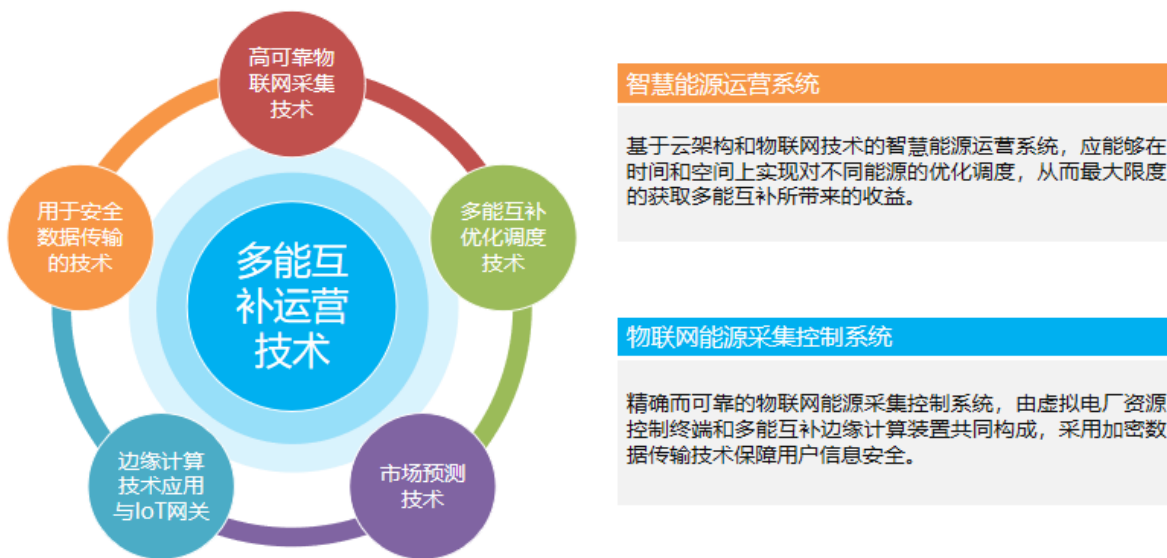 高可靠物
联网采集
技术
用于安全
数据传输
的技术
多能互补
优化调度
技术
多能互
补运营
技术
边缘计算
技术应用
与IoT网关
市场预测
技术
智慧能源运营系统
基于云架构和物联网技术的智慧能源运营系统，应能够在
时间和空间上实现对不同能源的优化调度，从而最大限度
的获取多能互补所带来的收益。
物联网能源采集控制系统
精确而可靠的物联网能源采集控制系统，由虚拟电厂资源
控制终端和多能互补边缘计算装置共同构成，采用加密数
据传输技术保障用户信息安全。